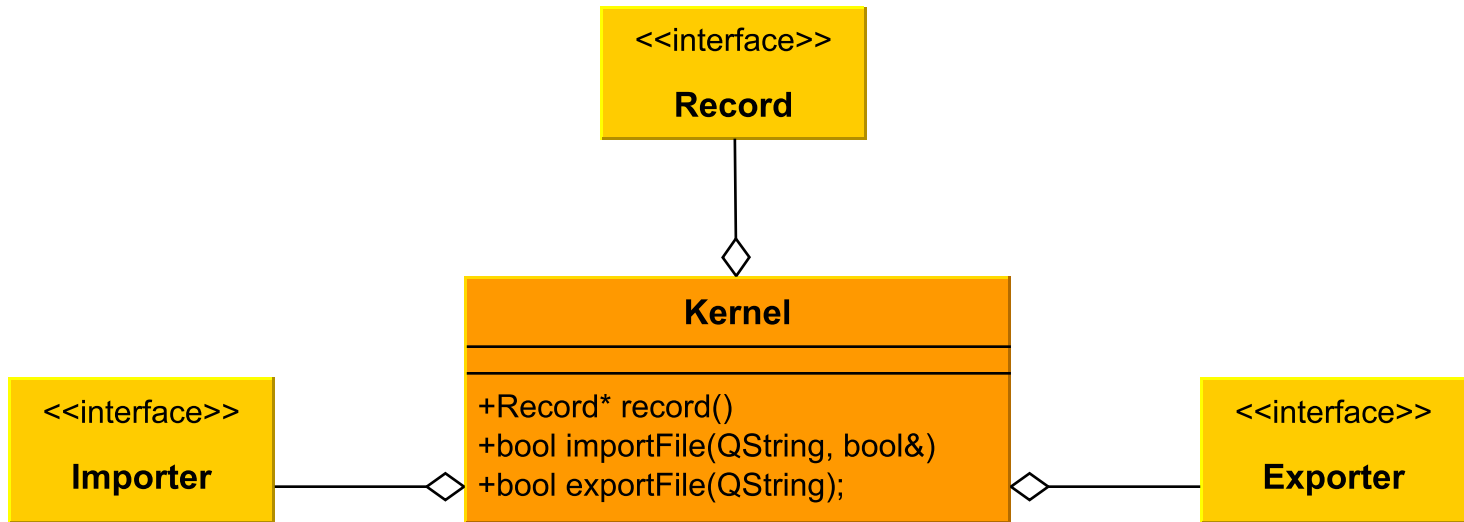 <<interface>>
Record
Kernel
+Record* record()
+bool importFile(QString, bool&)
+bool exportFile(QString);
<<interface>>
Importer
<<interface>>
Exporter